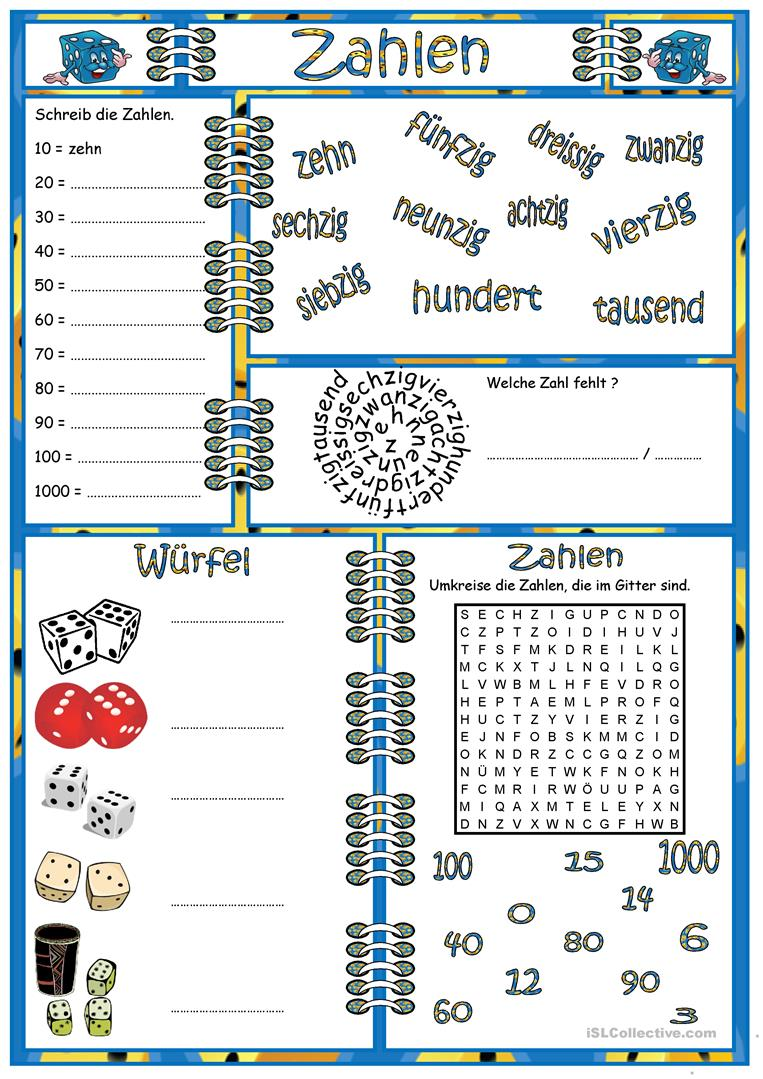 Zahlen
Schreib die Zahlen.
10 = zehn
20 = ........................................
30 = ........................................
40 = ........................................
50 = ........................................
60 = ........................................
70 = ........................................
80 = ........................................
90 = ........................................
100 = ......................................
1000 = ..................................
zehn fünfzig dreissig zwanzig
sechzig neunzig achtzig vierzig
siebzig hundert tausend
zehnneunzigzwanzigachtzigdreissigsechzigvierzighundertfünfzigtausend
Welche Zahl fehlt ?
............................................. / ..............
Würfel
..................................
..................................
..................................
..................................
..................................
Zahlen
Umkreise die Zahlen, die im Gitter sind.
S E C H Z I G U P C N D O
C Z P T Z O I D I H U V J
T F S F M K D R E I L K L
M C K X T J L N Q I L Q G
L V W B M L H F E V D R O
H E P T A E M L P R O F Q
H U C T Z Y V I E R Z I G
E J N F O B S K M M C I D
O K N D R Z C C G Q Z O M
N Ü M Y E T W K F N O K H
F C M R I R W Ö U U P A G
M I Q A X M T E L E Y X N
D N Z V X W N C G F H W B
100 15 1000
0 14
40 80 6
12 90
60 3
iSLCollective.com